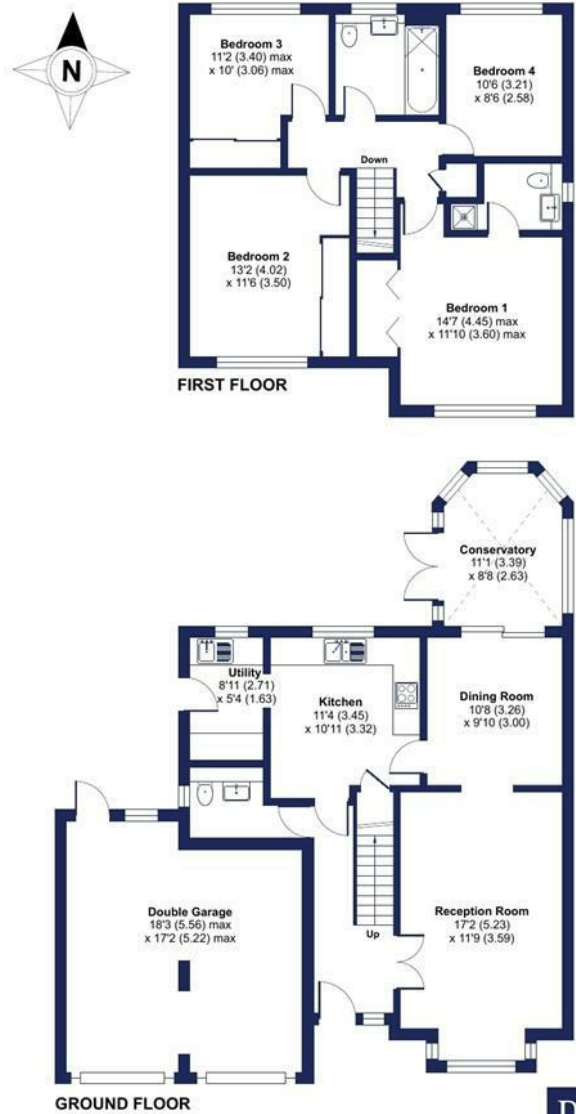 N
Bedroom 3
11'2 (3.40) max
x 10' (3.06) max
Bedroom 4
10'6 (3.21)
x 8'6 (2.58)
Down
Bedroom 2
13'2 (4.02)
x 11'6 (3.50)
Bedroom 1
14'7 (4.45) max
x 11'10 (3.60) max
FIRST FLOOR
Conservatory
11'1 (3.39)
x 8'8 (2.63)
Utility
8'11 (2.71)
x 5'4 (1.63)
Kitchen
11'4 (3.45)
x 10'11 (3.32)
Dining Room
10'8 (3.26)
x 9'10 (3.00)
Double Garage
18'3 (5.56) max
x 17'2 (5.22) max
Up
Reception Room
17'2 (5.23)
x 11'9 (3.59)
GROUND FLOOR
D